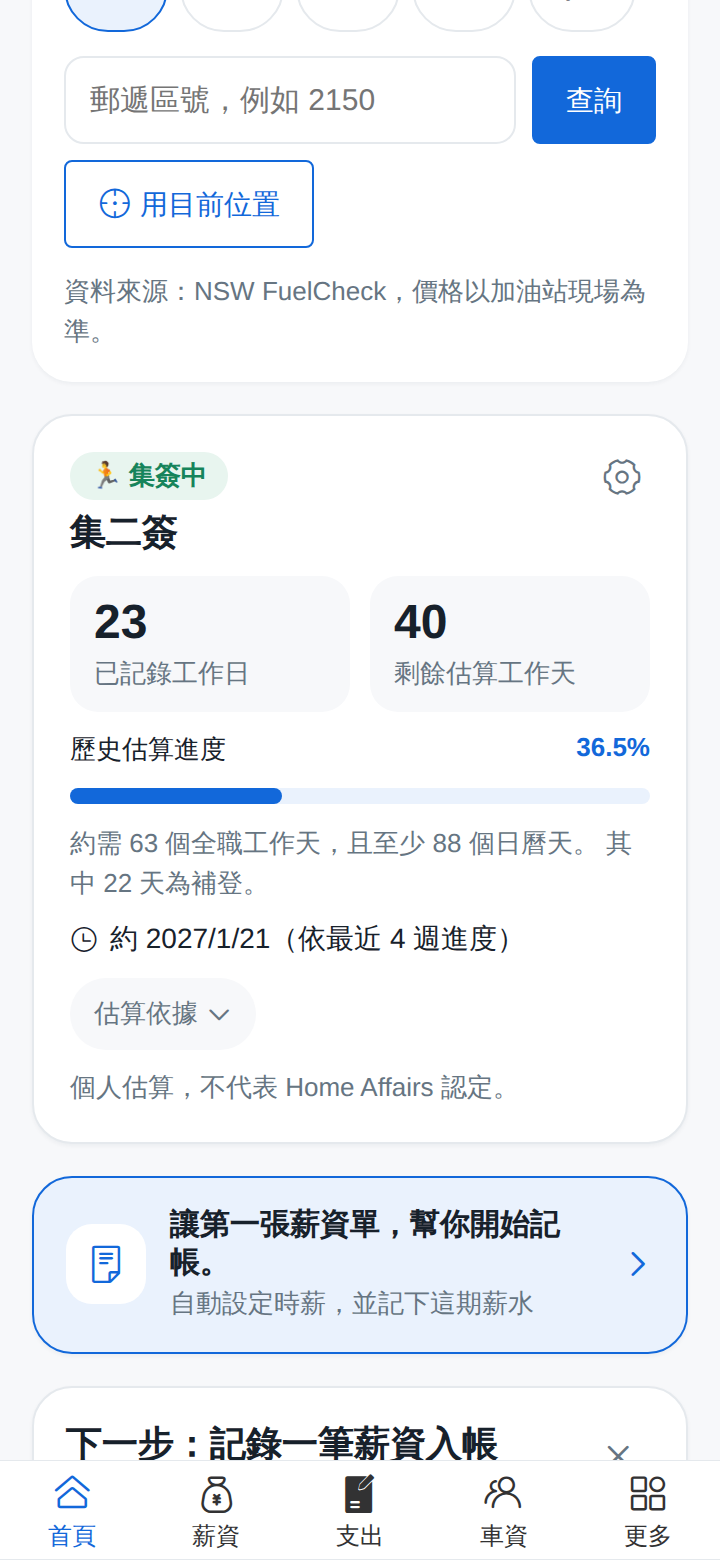 郵遞區號，例如 2150
查詢
用目前位置
資料來源：NSW FuelCheck，價格以加油站現場為
準。
🏃 集簽中
集二簽
23
40
已記錄工作日
剩餘估算工作天
歷史估算進度
36.5%
約需 63 個全職工作天，且至少 88 個日曆天。 其
中 22 天為補登。
約 2027/1/21（依最近 4 週進度）
估算依據
個人估算，不代表 Home Affairs 認定。
讓第一張薪資單，幫你開始記
帳。
自動設定時薪，並記下這期薪水
下一步：記錄一筆薪資入帳
首頁
薪資
支出
車資
更多